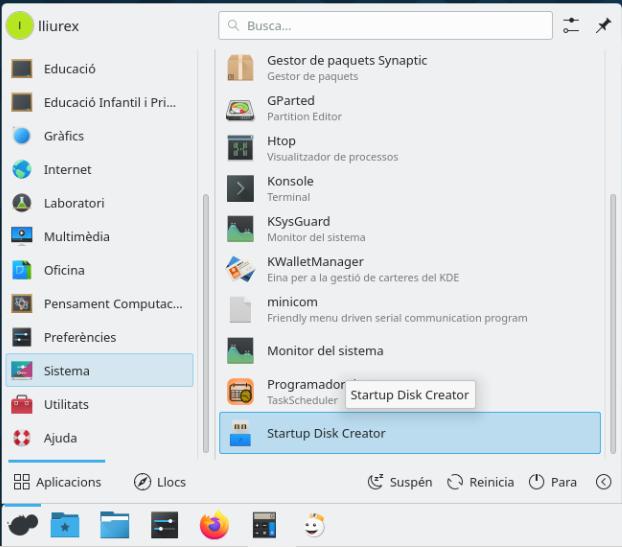 l
lliurex
Busca...
Educació
Educació Infantil i Pri...
Gràfics
Internet
Laboratori
Multimèdia
Oficina
Pensament Computac...
Preferències
Sistema
Utilitats
Ajuda
Gestor de paquets Synaptic
Gestor de paquets
GParted
Partition Editor
Htop
Visualitzador de processos
Konsole
Terminal
KSysGuard
Monitor del sistema
KWalletManager
Eina per a la gestió de carteres del KDE
minicom
Friendly menu driven serial communication program
Monitor del sistema
Programador
TaskScheduler
Startup Disk Creator
Startup Disk Creator
Aplicacions
Llocs
Suspén
Reinicia
Para